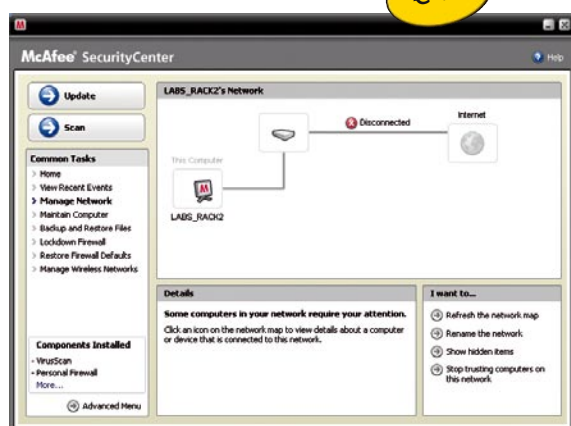 McAfee® SecurityCenter
Help
Update
Scan
Common Tasks
Home
View Recent Events
Manage Network
Maintain Computer
Backup and Restore Files
Lockdown Firewall
Restore Firewall Defaults
Manage Wireless Networks
Components Installed
- VirusScan
- Personal Firewall
More...
Advanced Menu
LABS_RACK2's Network
Disconnected
Internet
This Computer
LABS_RACK2
Details
Some computers in your network require your attention.
Click an icon on the network map to view details about a computer
or device that is connected to this network.
I want to...
Refresh the network map
Rename the network
Show hidden items
Stop trusting computers on
this network